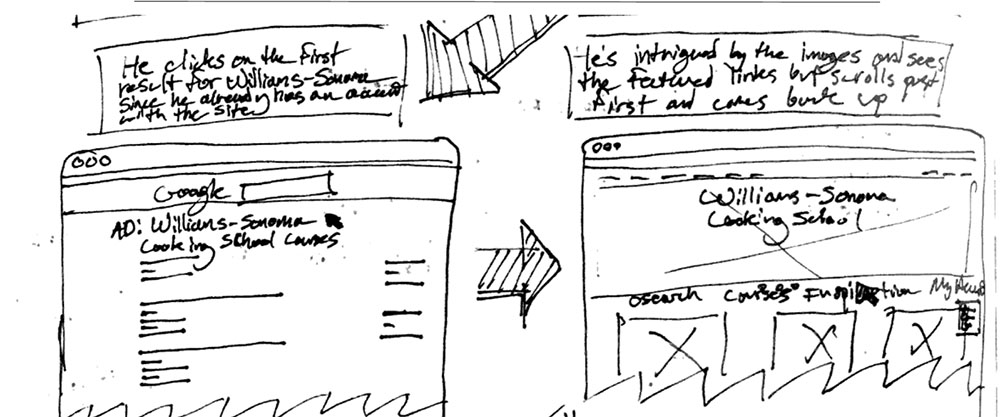 He clicks on the first
result for Williams-Sonoma
since he already has an account
with the site
He's intrigued by the images and sees
the featured links but scrolls past
first and comes back up
Google
AD: Williams-Sonoma
Cooking School Courses
Williams-Sonoma
Cooking School
search Courses My